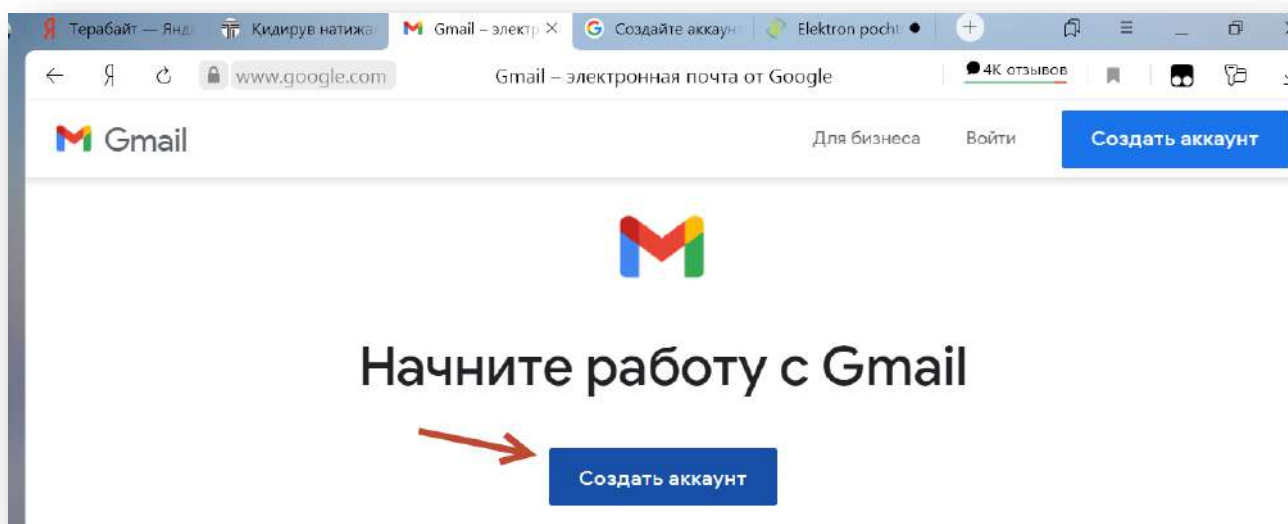 Я Терабайт — Янд
Кидирув натижа
Gmail – электр
G Создайте аккаун
Elektron pocht
Я www.google.com
Gmail – электронная почта от Google
4K отзывов
Gmail
Для бизнеса
Войти
Создать аккаунт
Начните работу с Gmail
Создать аккаунт